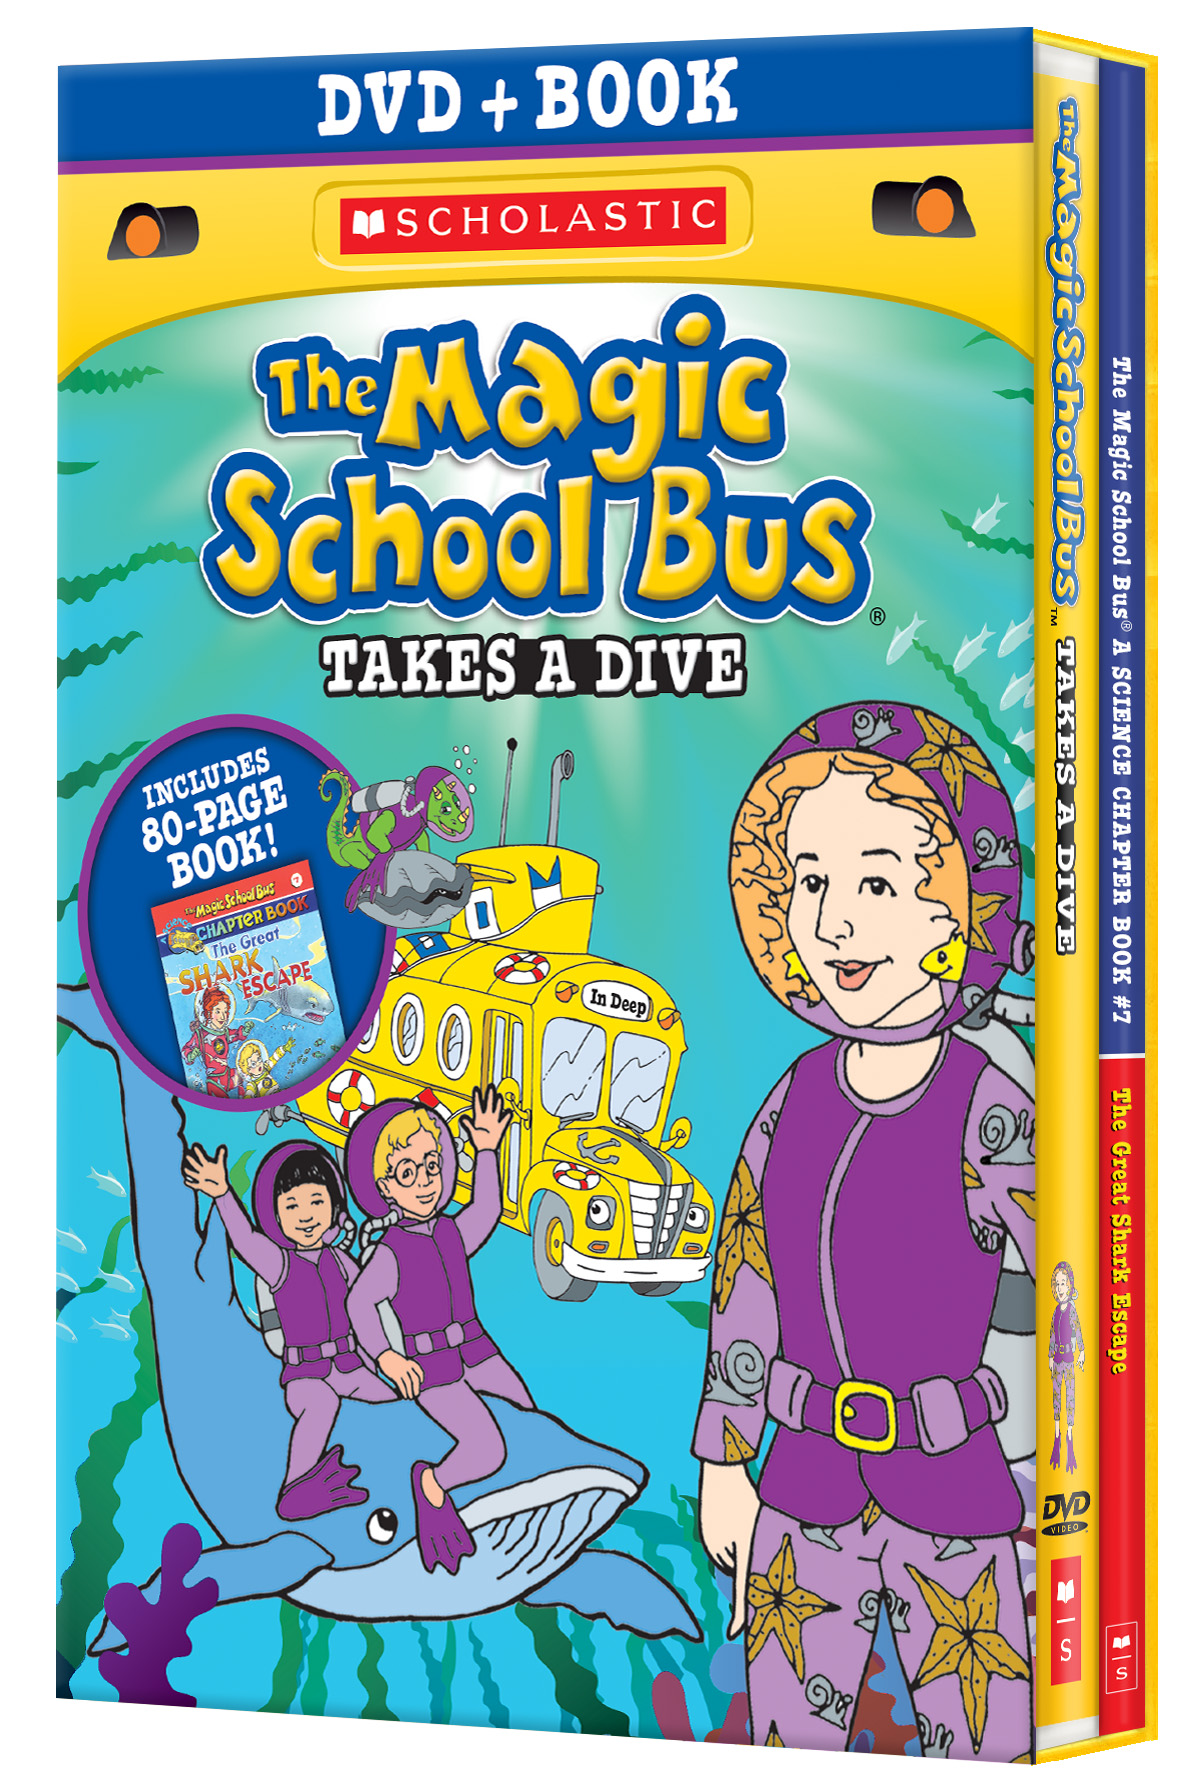 DVD + BOOK
SCHOLASTIC
The Magic
School Bus®
TAKES A DIVE
INCLUDES
80-PAGE
BOOK!
The Magic School Bus
7
CHAPTER BOOK
The Great
SHARK
ESCAPE
In Deep
The Magic School Bus™ TAKES A DIVE
DVD
VIDEO
S
The Magic School Bus® A SCIENCE CHAPTER BOOK #7
The Great Shark Escape
S